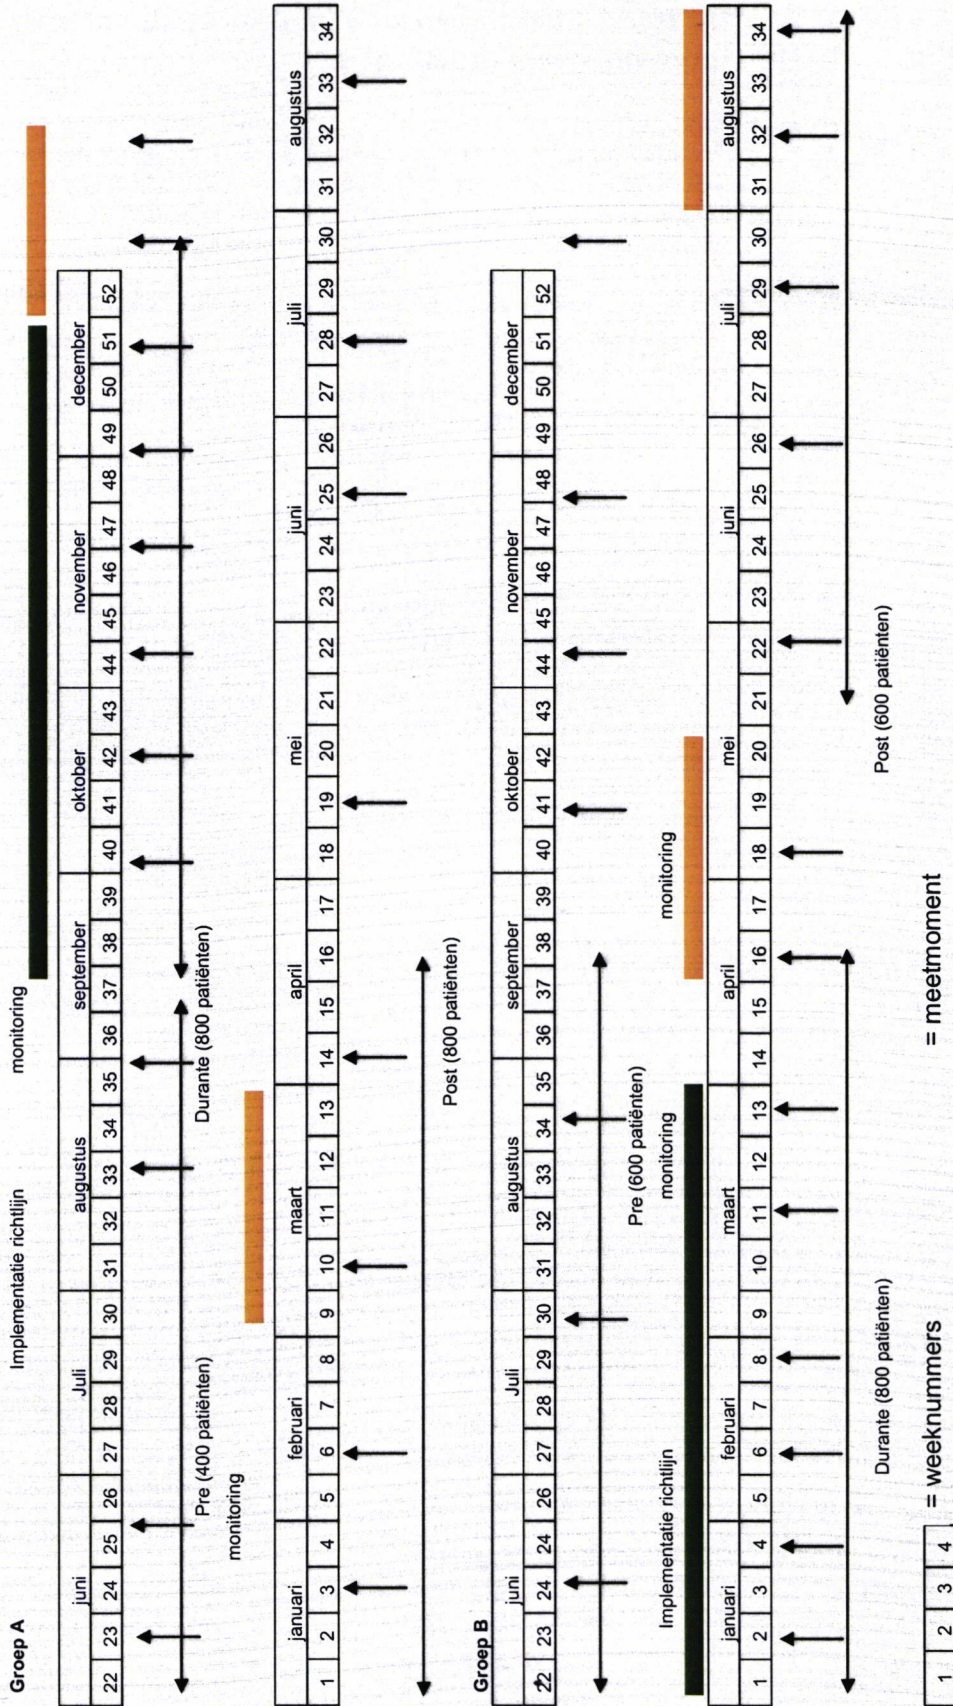 Groep A
Implementatie richtlijn monitoring
juni Juli augustus september oktober november december
22 23 24 25 26 27 28 29 30 31 32 33 34 35 36 37 38 39 40 41 42 43 44 45 46 47 48 49 50 51 52
Pre (400 patiënten) Durante (800 patiënten)
monitoring
januari februari maart april mei juni juli augustus
1 2 3 4 5 6 7 8 9 10 11 12 13 14 15 16 17 18 19 20 21 22 23 24 25 26 27 28 29 30 31 32 33 34
Post (800 patiënten)
Groep B
juni Juli augustus september oktober november december
22 23 24 24 26 27 28 29 30 31 32 33 34 35 36 37 38 39 40 41 42 43 44 45 46 47 48 49 50 51 52
Pre (600 patiënten)
Implementatie richtlijn monitoring monitoring
januari februari maart april mei juni juli augustus
1 2 3 4 5 6 7 8 9 10 11 12 13 14 15 16 17 18 19 20 21 22 23 24 25 26 27 28 29 30 31 32 33 34
Durante (800 patiënten) Post (600 patiënten)
1 2 3 4 = weeknummers = meetmoment